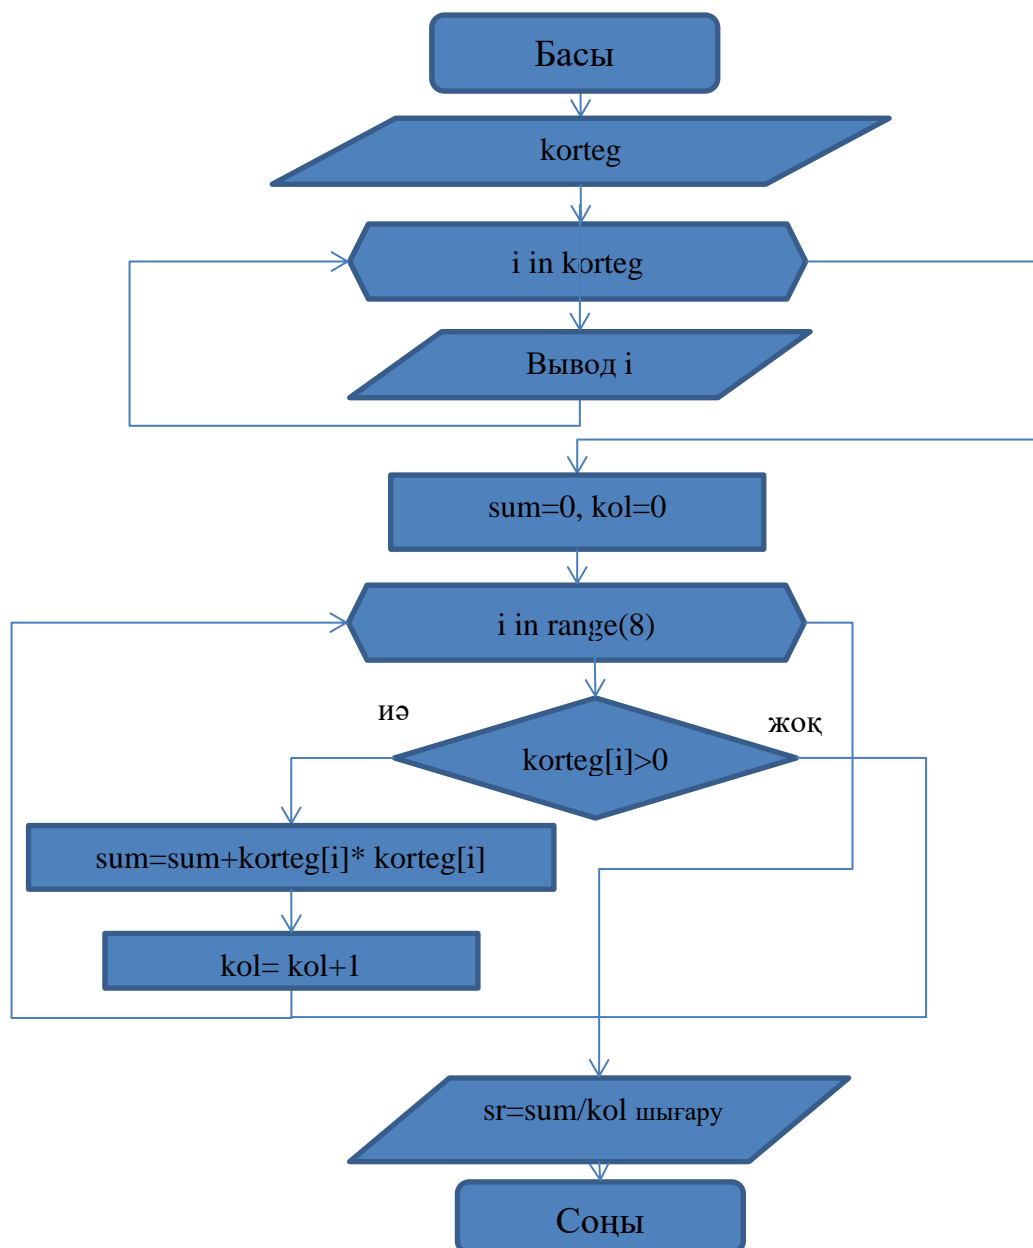 Басы
korteg
i in korteg
Вывод i
sum=0, kol=0
i in range(8)
иә
жоқ
korteg[i]>0
sum=sum+korteg[i]* korteg[i]
kol= kol+1
sr=sum/kol шығару
Соңы